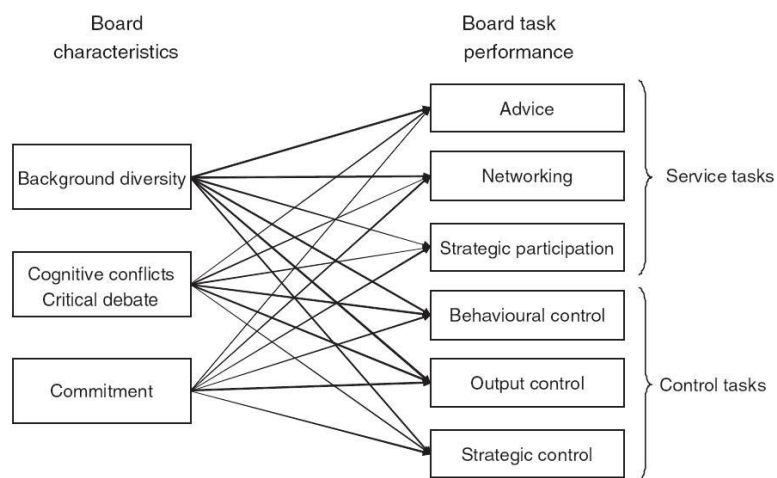 Board
characteristics
Board task
performance
Background diversity
Cognitive conflicts
Critical debate
Commitment
Advice
Networking
Strategic participation
Behavioural control
Output control
Strategic control
Service tasks
Control tasks